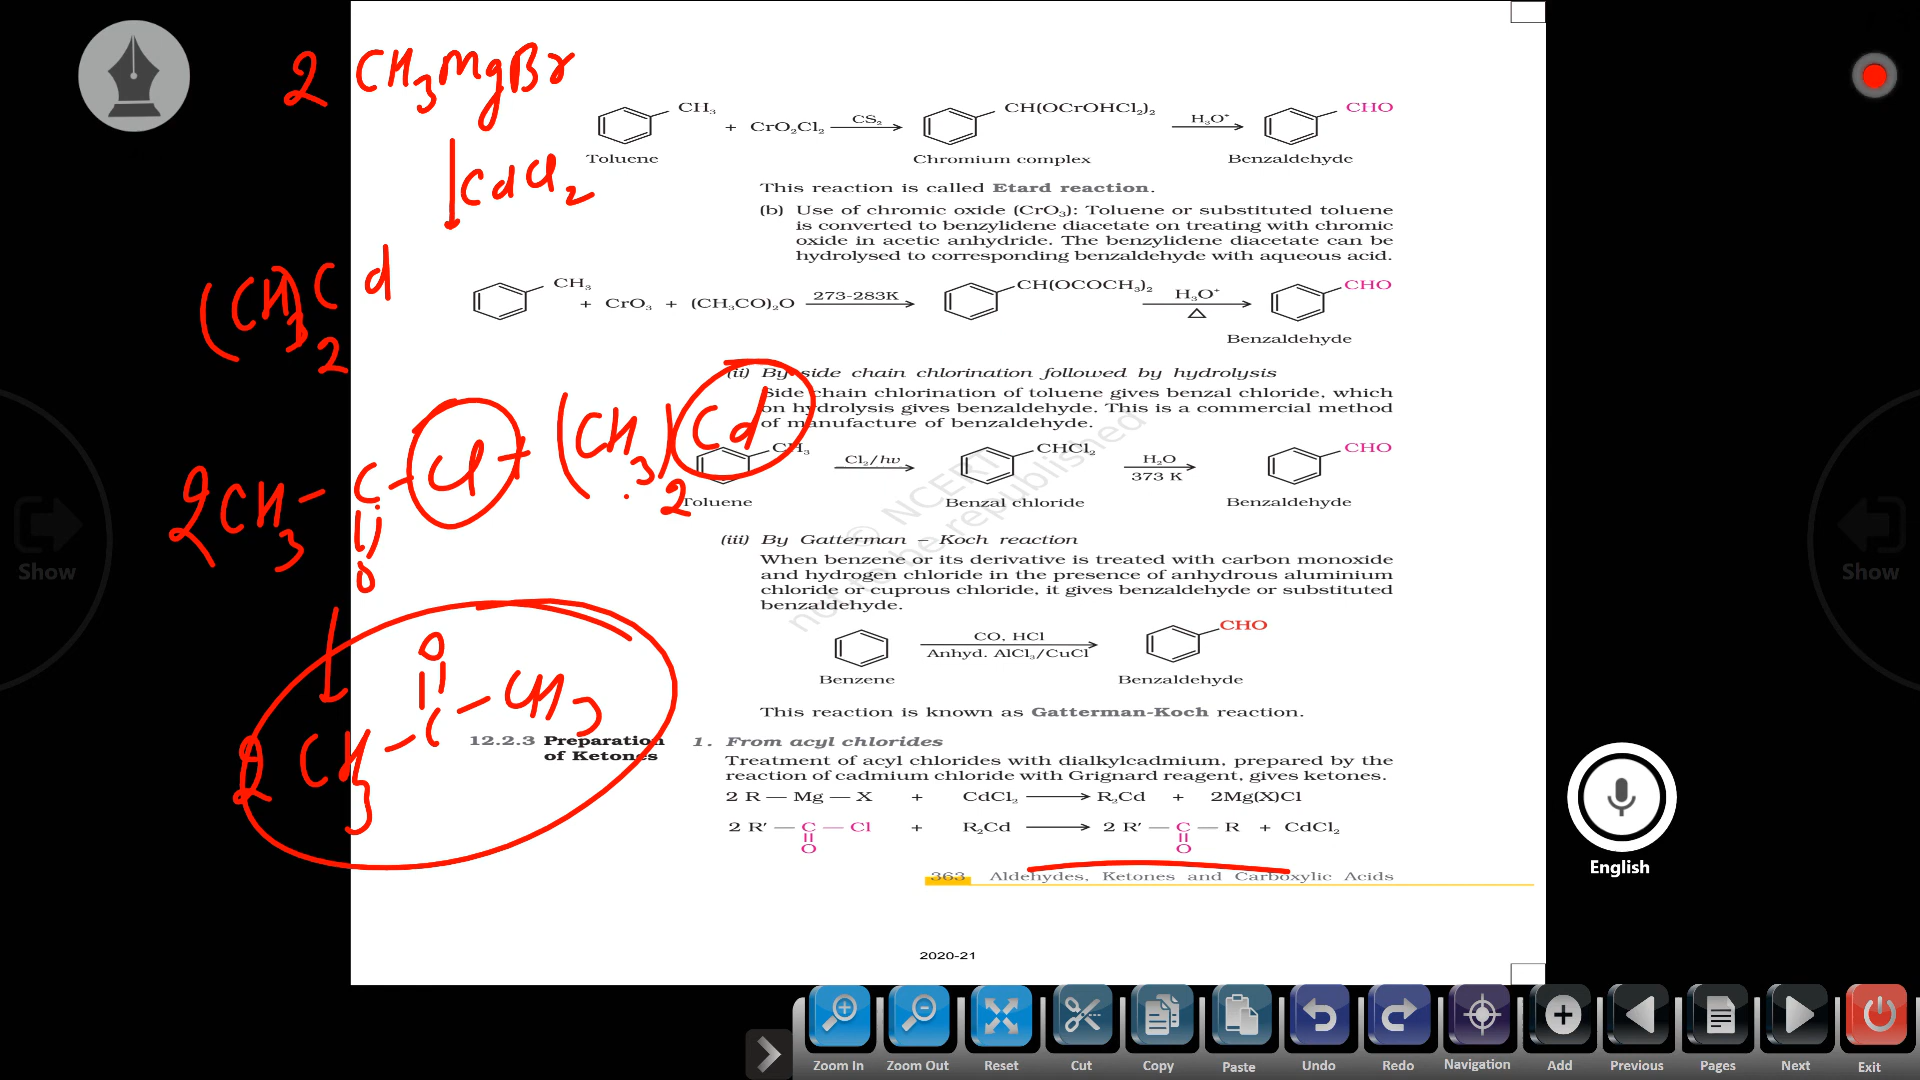 2 CH3MgBr
CdCl2
(CH3)2Cd
2CH3-C-Cl + (CH3)2Cd
O
O
2 CH3-C-CH3
CH₃
+ CrO₂Cl₂ CS₂ CH(OCrOHCl₂)₂ H₃O⁺ CHO
Toluene Chromium complex Benzaldehyde
This reaction is called Etard reaction.
(b) Use of chromic oxide (CrO₃): Toluene or substituted toluene
is converted to benzylidene diacetate on treating with chromic
oxide in acetic anhydride. The benzylidene diacetate can be
hydrolysed to corresponding benzaldehyde with aqueous acid.
CH₃ + CrO₃ + (CH₃CO)₂O 273-283K CH(OCOCH₃)₂ H₃O⁺ △ CHO
Benzaldehyde
(ii) By side chain chlorination followed by hydrolysis
Side chain chlorination of toluene gives benzal chloride, which
on hydrolysis gives benzaldehyde. This is a commercial method
of manufacture of benzaldehyde.
CH₃ Cl₂/hν CHCl₂ H₂O 373 K CHO
Toluene Benzal chloride Benzaldehyde
(iii) By Gatterman – Koch reaction
When benzene or its derivative is treated with carbon monoxide
and hydrogen chloride in the presence of anhydrous aluminium
chloride or cuprous chloride, it gives benzaldehyde or substituted
benzaldehyde.
CO, HCl CHO
Anhyd. AlCl₃/CuCl
Benzene Benzaldehyde
This reaction is known as Gatterman-Koch reaction.
© NCERT
not to be republished
12.2.3 Preparation
of Ketones
1. From acyl chlorides
Treatment of acyl chlorides with dialkylcadmium, prepared by the
reaction of cadmium chloride with Grignard reagent, gives ketones.
2 R — Mg — X + CdCl₂ ⟶ R₂Cd + 2Mg(X)Cl
2 R′ — C — Cl + R₂Cd ⟶ 2 R′ — C — R + CdCl₂
O O
363 Aldehydes, Ketones and Carboxylic Acids
2020-21
Show
Show
English
Zoom In Zoom Out Reset Cut Copy Paste Undo Redo Navigation Add Previous Pages Next Exit